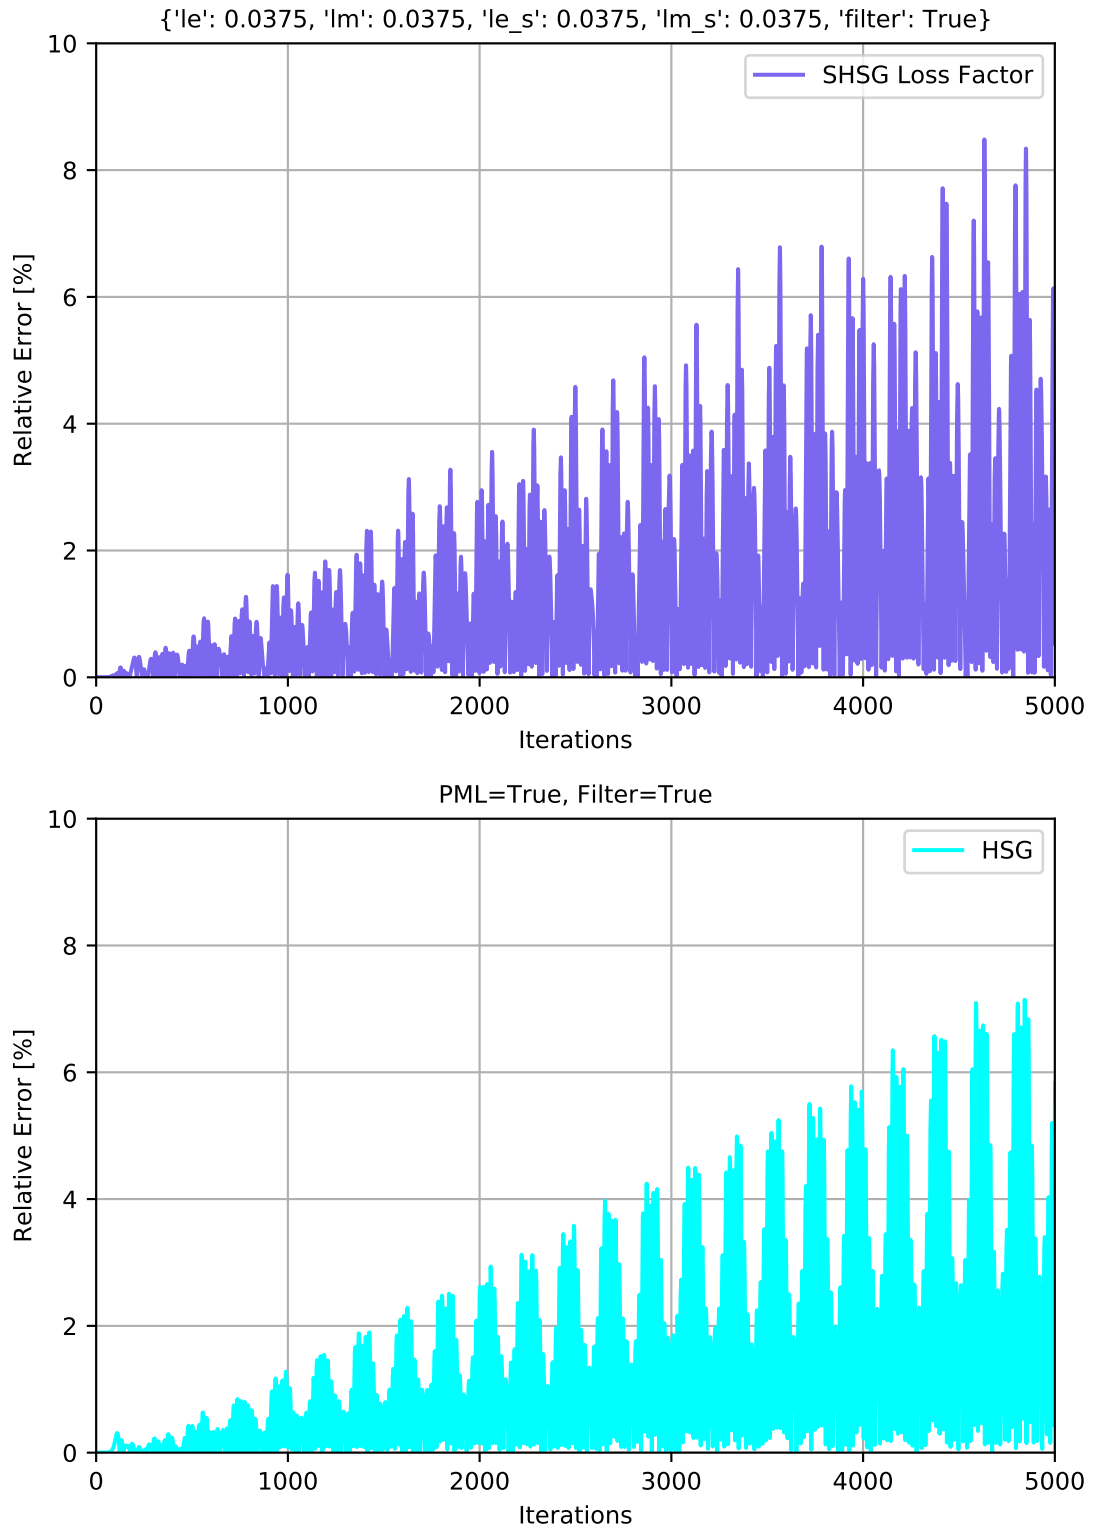 {'le': 0.0375, 'lm': 0.0375, 'le_s': 0.0375, 'lm_s': 0.0375, 'filter': True}
10
8
6
4
2
0
Relative Error [%]
SHSG Loss Factor
0 1000 2000 3000 4000 5000
Iterations
PML=True, Filter=True
10
8
6
4
2
0
Relative Error [%]
HSG
0 1000 2000 3000 4000 5000
Iterations